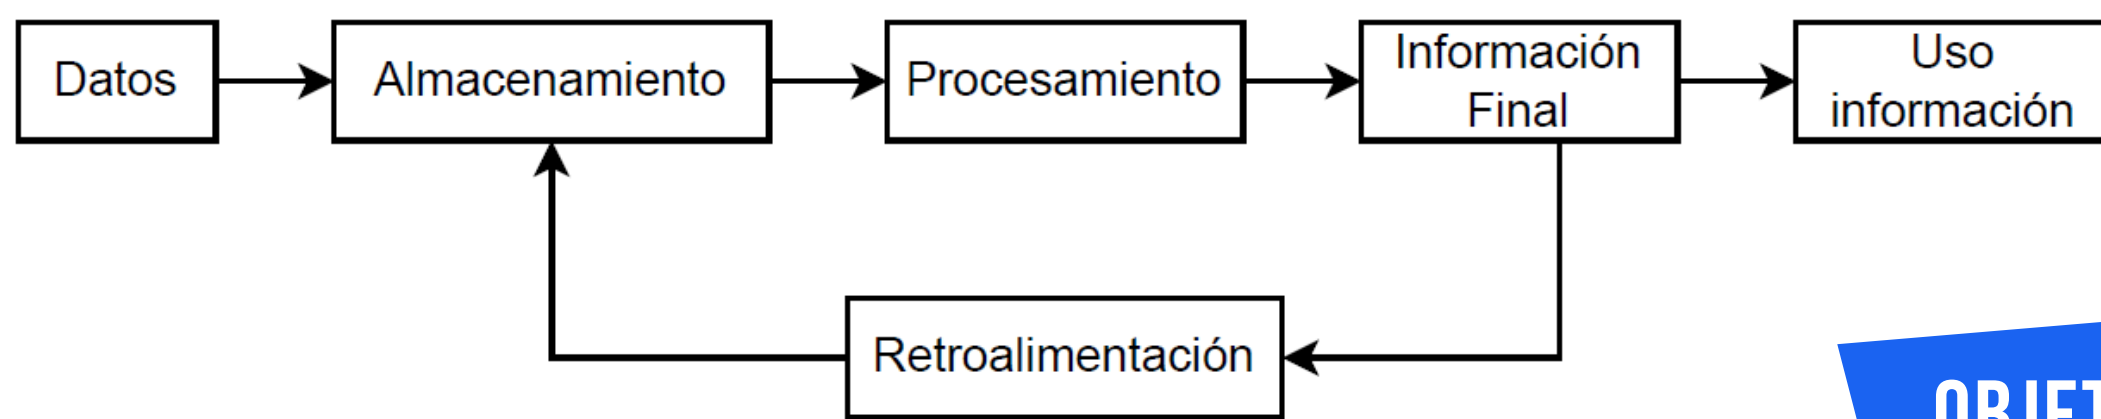 Datos
Almacenamiento
Procesamiento
Información
Final
Uso
información
Retroalimentación